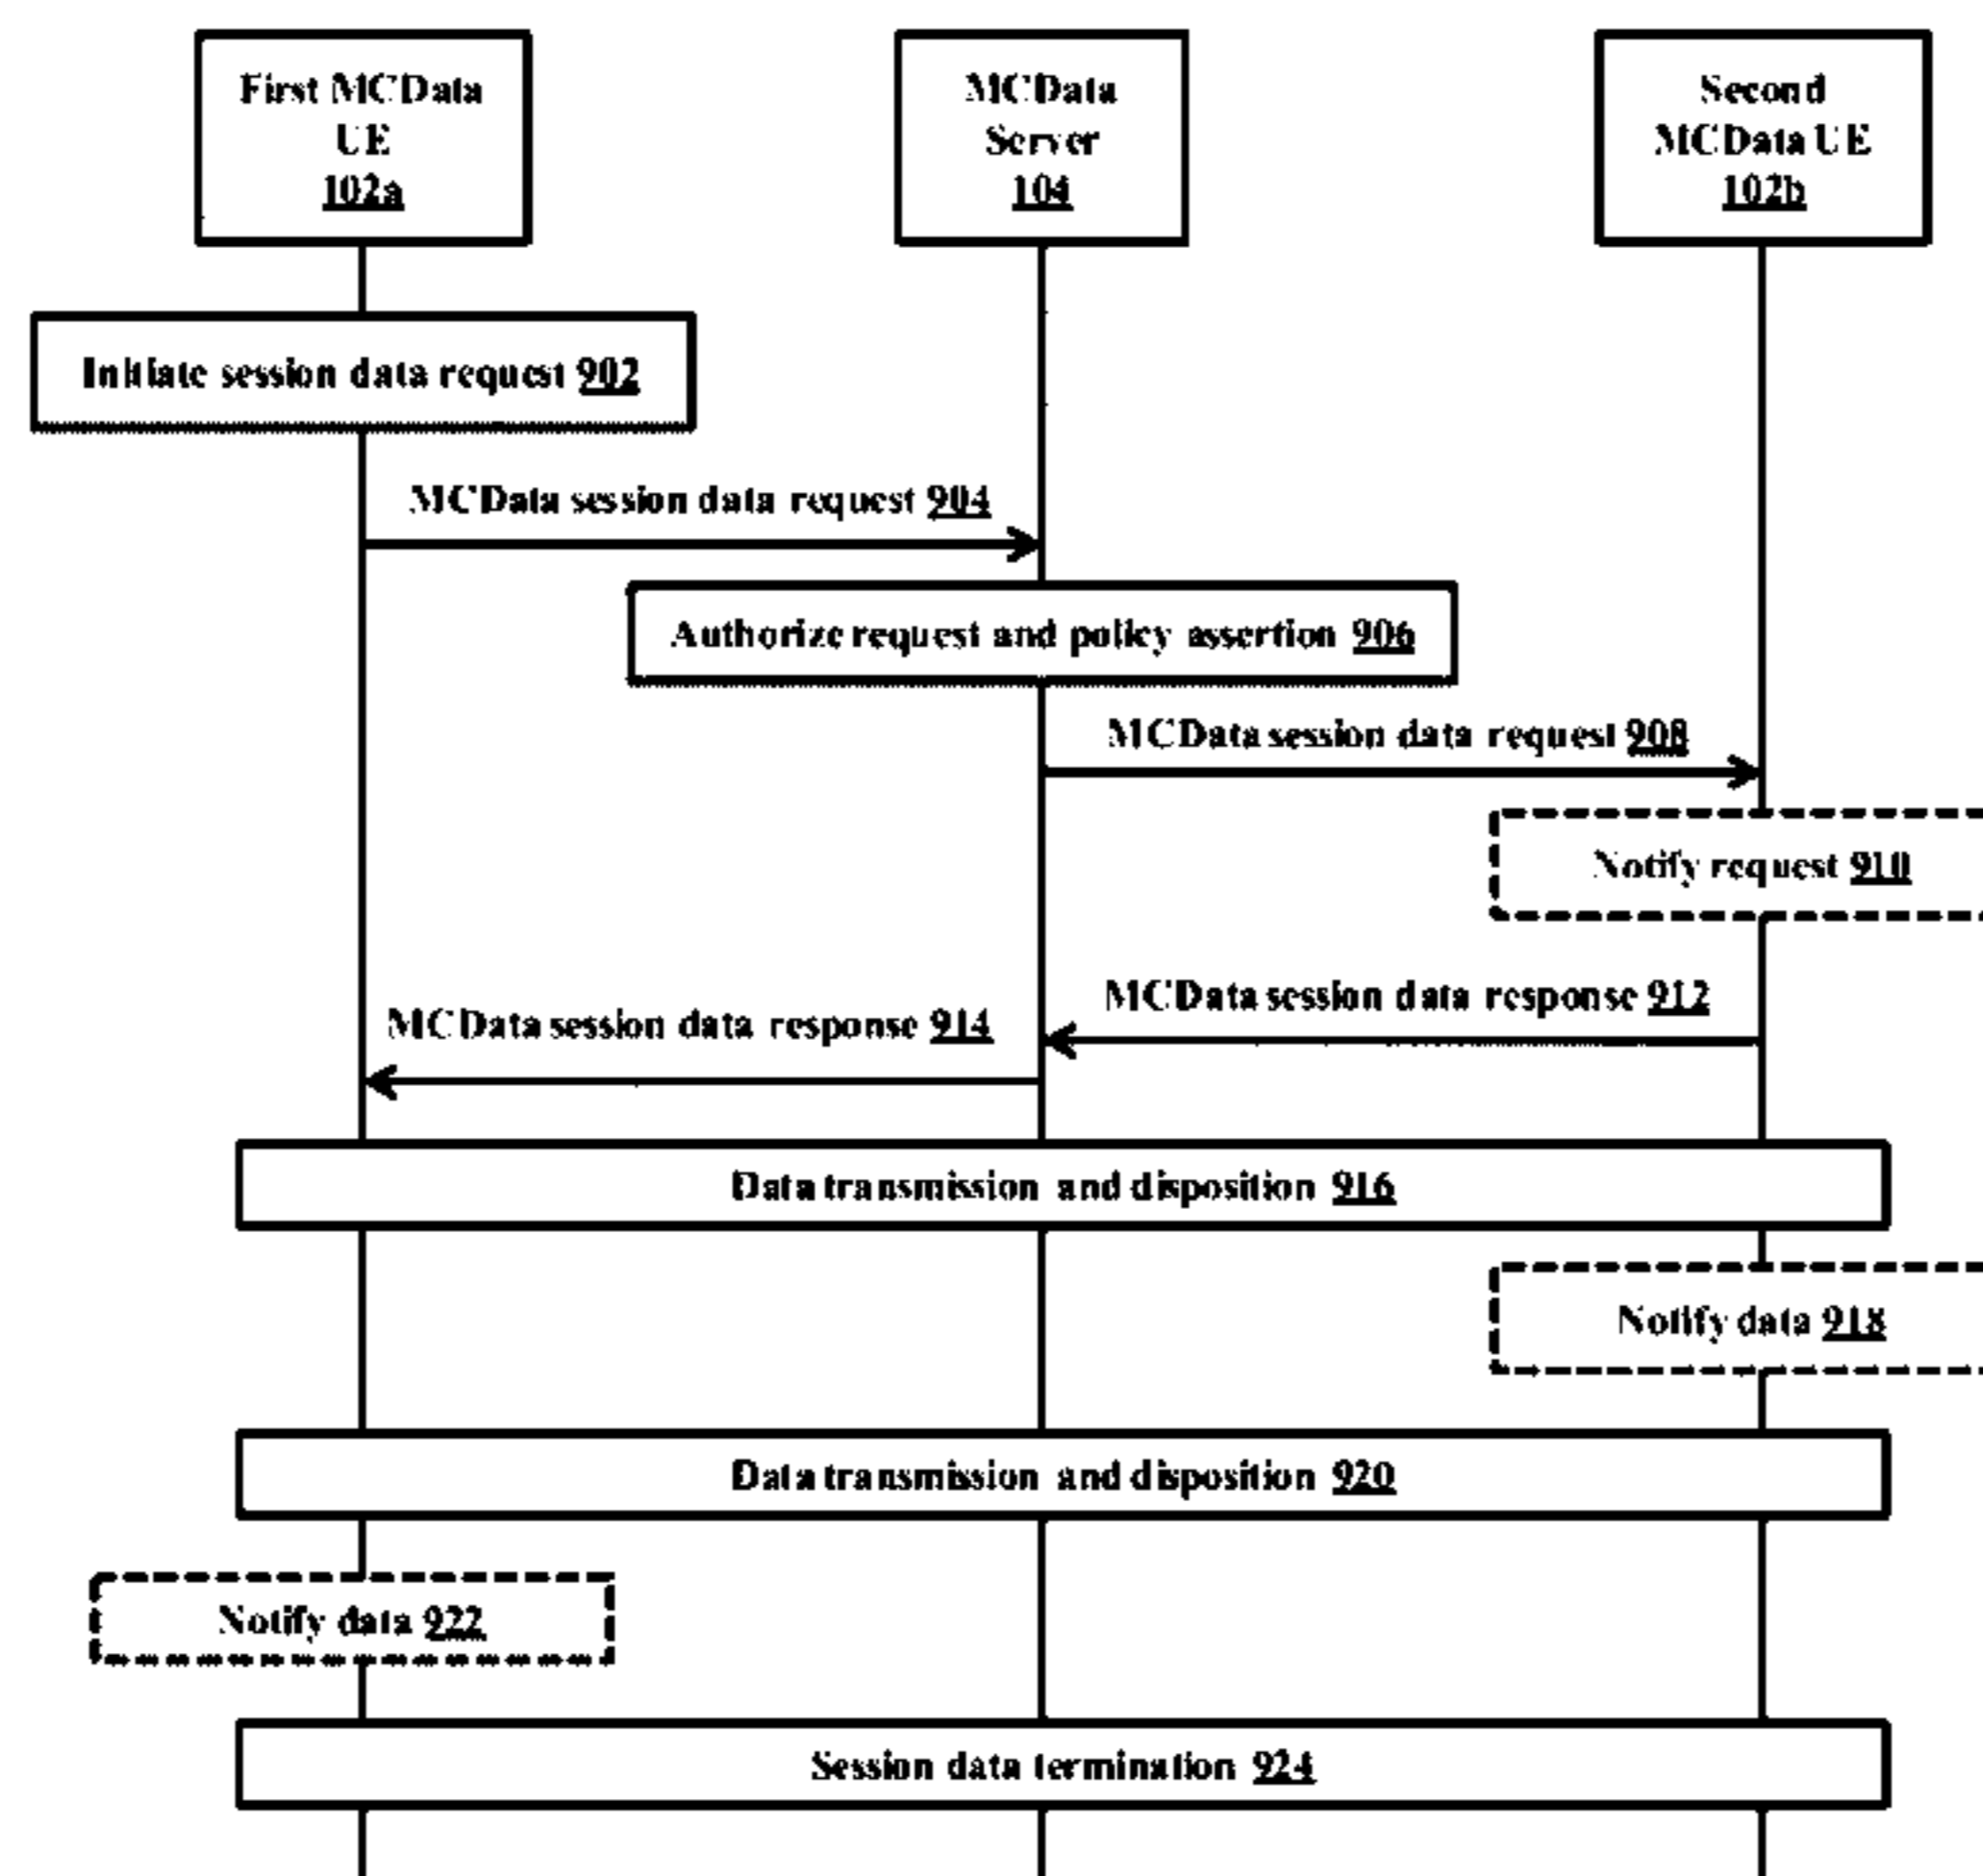 First MCData
UE
102a
MCData
Server
104
Second
MCData UE
102b
Initiate session data request 902
MCData session data request 904
Authorize request and policy assertion 906
MCData session data request 908
Notify request 910
MCData session data response 912
MCData session data response 914
Data transmission and disposition 916
Notify data 918
Data transmission and disposition 920
Notify data 922
Session data termination 924